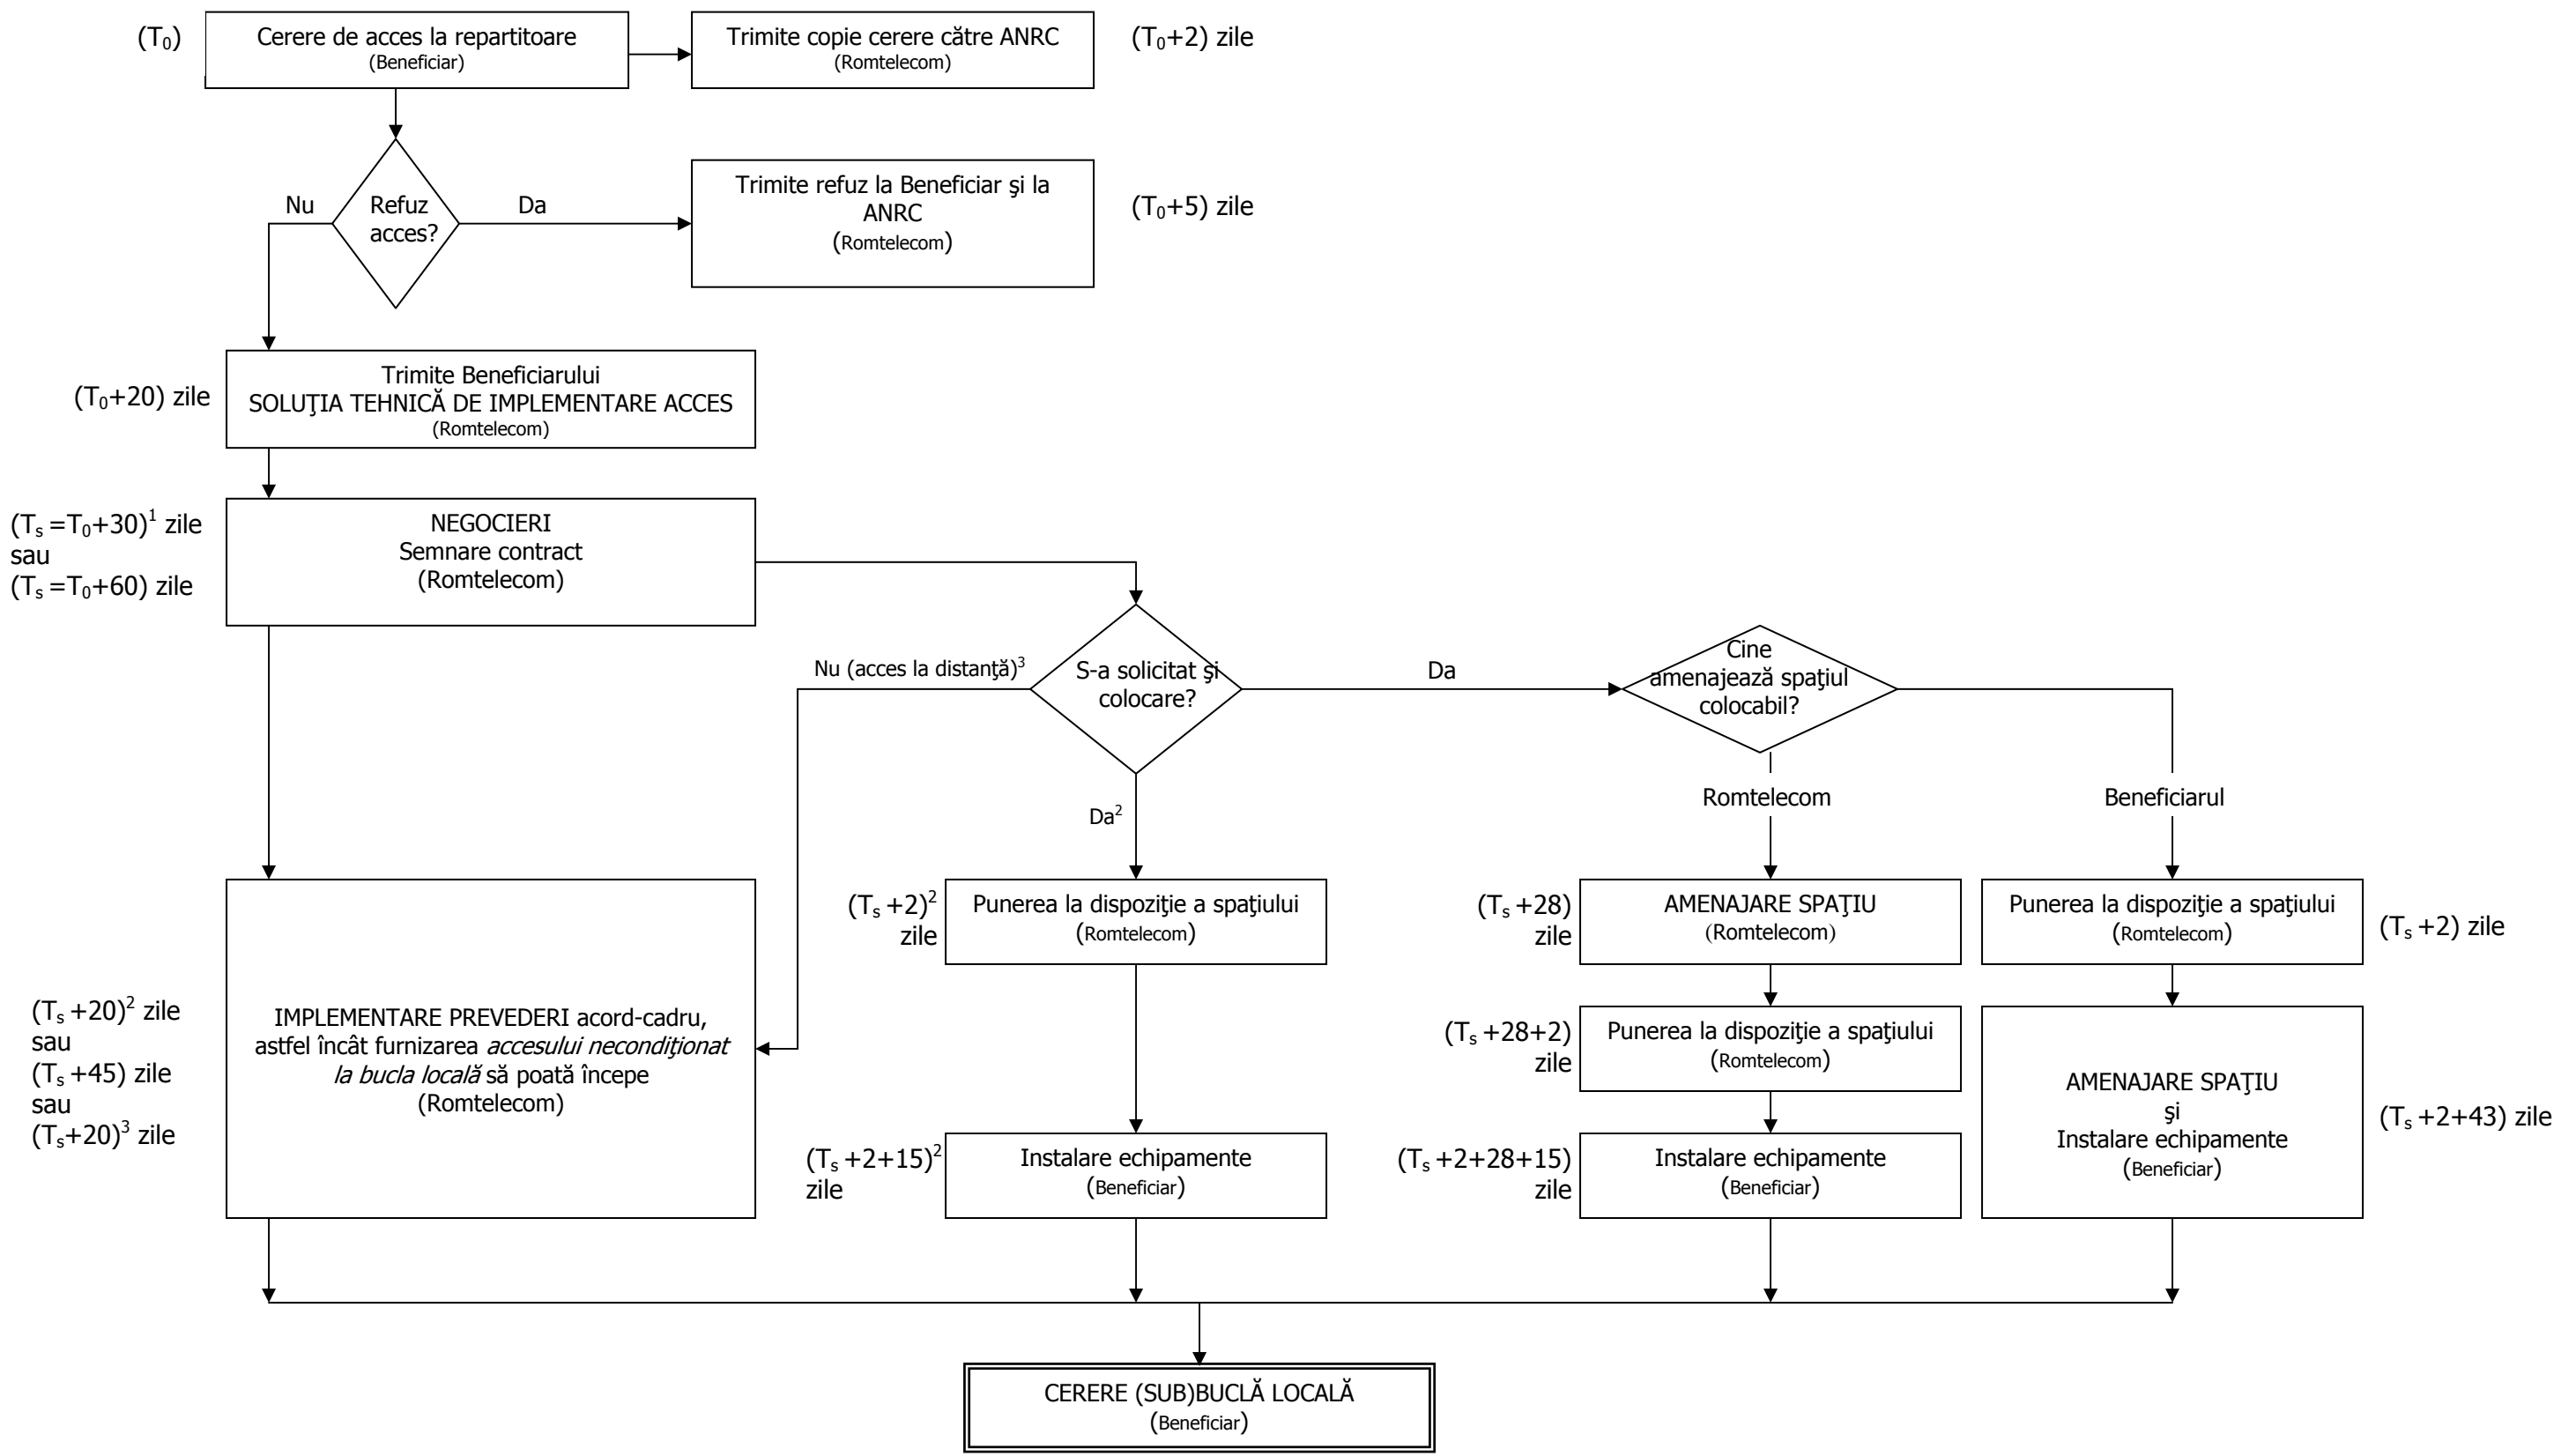 (T₀)
Cerere de acces la repartitoare
(Beneficiar)
Trimite copie cerere către ANRC
(Romtelecom)
(T₀+2) zile
Refuz
acces?
Nu
Da
Trimite refuz la Beneficiar şi la
ANRC
(Romtelecom)
(T₀+5) zile
(T₀+20) zile
Trimite Beneficiarului
SOLUŢIA TEHNICĂ DE IMPLEMENTARE ACCES
(Romtelecom)
(Tₛ =T₀+30)¹ zile
sau
(Tₛ =T₀+60) zile
NEGOCIERI
Semnare contract
(Romtelecom)
Nu (acces la distanţă)³
S-a solicitat şi
colocare?
Da
Cine
amenajează spaţiul
colocabil?
Da²
Romtelecom
Beneficiarul
(Tₛ +20)² zile
sau
(Tₛ +45) zile
sau
(Tₛ+20)³ zile
IMPLEMENTARE PREVEDERI acord-cadru,
astfel încât furnizarea accesului necondiţionat
la bucla locală să poată începe
(Romtelecom)
(Tₛ +2)²
zile
Punerea la dispoziţie a spaţiului
(Romtelecom)
(Tₛ +2+15)²
zile
Instalare echipamente
(Beneficiar)
(Tₛ +28)
zile
AMENAJARE SPAŢIU
(Romtelecom)
(Tₛ +28+2)
zile
Punerea la dispoziţie a spaţiului
(Romtelecom)
(Tₛ +2+28+15)
zile
Instalare echipamente
(Beneficiar)
Punerea la dispoziţie a spaţiului
(Romtelecom)
(Tₛ +2) zile
AMENAJARE SPAŢIU
şi
Instalare echipamente
(Beneficiar)
(Tₛ +2+43) zile
CERERE (SUB)BUCLĂ LOCALĂ
(Beneficiar)